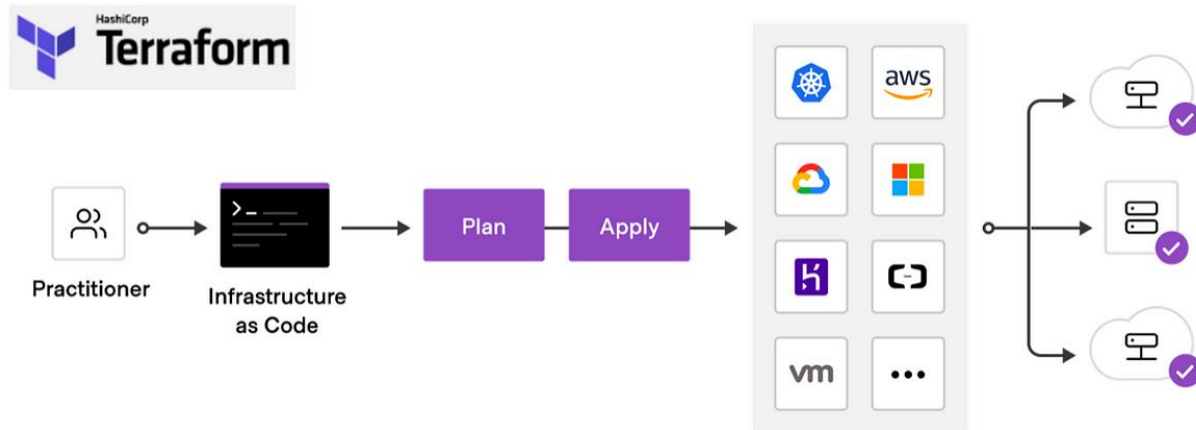 HashiCorp
Terraform
Practitioner
Infrastructure
as Code
Plan
Apply
aws
vm